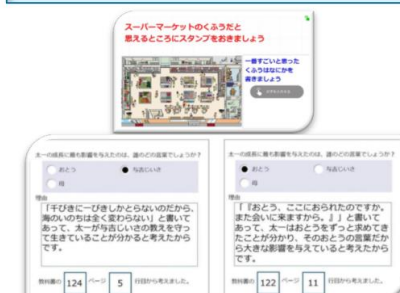 スーパーマーケットのくふうだと
思えるところにスタンプをおきましょう
一番すごいと思った
くふうはなにかを
書きましょう
太一の成長に最も影響を与えたのは、誰のどの言葉でしょうか？
おとう
与吉じいさ
母
理由
「千びきに一ぴきしかとらないのだから、
海のいのちは全く変わらない」と書いて
あって、太一が与吉じいさの教えを守っ
て生きていることが分かると考えたから
です。
教科書の 124 ページ 5 行目から考えました。
太一の成長に最も影響を与えたのは、誰のどの言葉でしょうか？
おとう
与吉じいさ
母
理由
「『おとう、ここにおられたのですか。
また会いに来ますから。』」と書いて
あって、太一はおとうをずっと求めてき
たことが分かり、そのおとうの言葉だか
ら大きな影響を与えていると考えたから
です。
教科書の 122 ページ 11 行目から考えました。